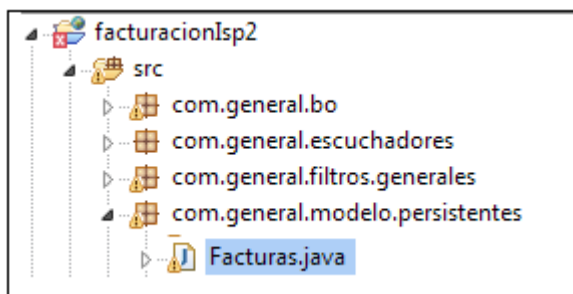 facturacionIsp2
src
com.general.bo
com.general.escuchadores
com.general.filtros.generales
com.general.modelo.persistentes
Facturas.java